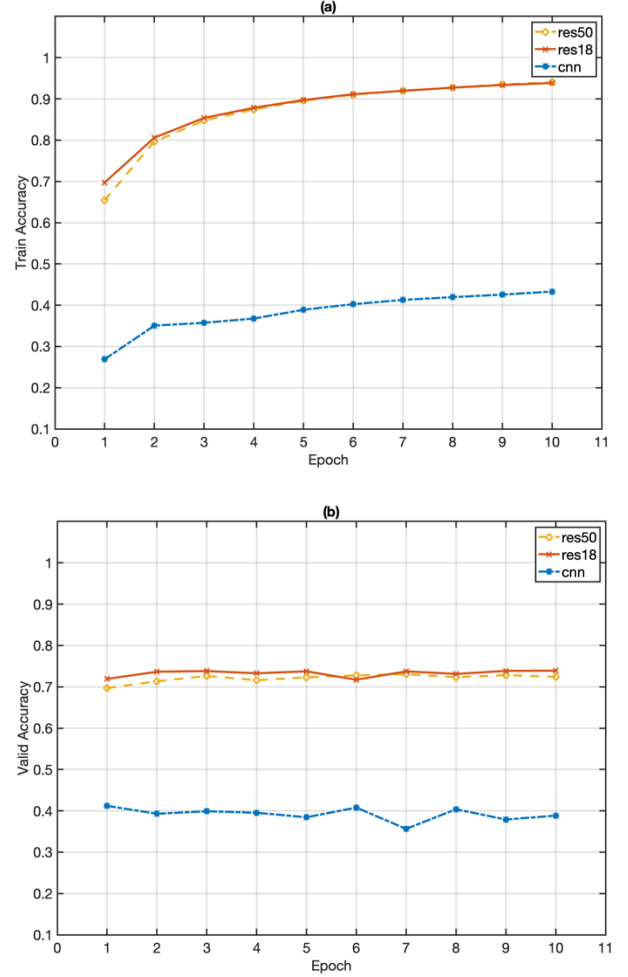 (a)
res50
res18
cnn
1
0.9
0.8
0.7
0.6
0.5
0.4
0.3
0.2
0.1
Train Accuracy
0 1 2 3 4 5 6 7 8 9 10 11
Epoch
(b)
res50
res18
cnn
1
0.9
0.8
0.7
0.6
0.5
0.4
0.3
0.2
0.1
Valid Accuracy
0 1 2 3 4 5 6 7 8 9 10 11
Epoch